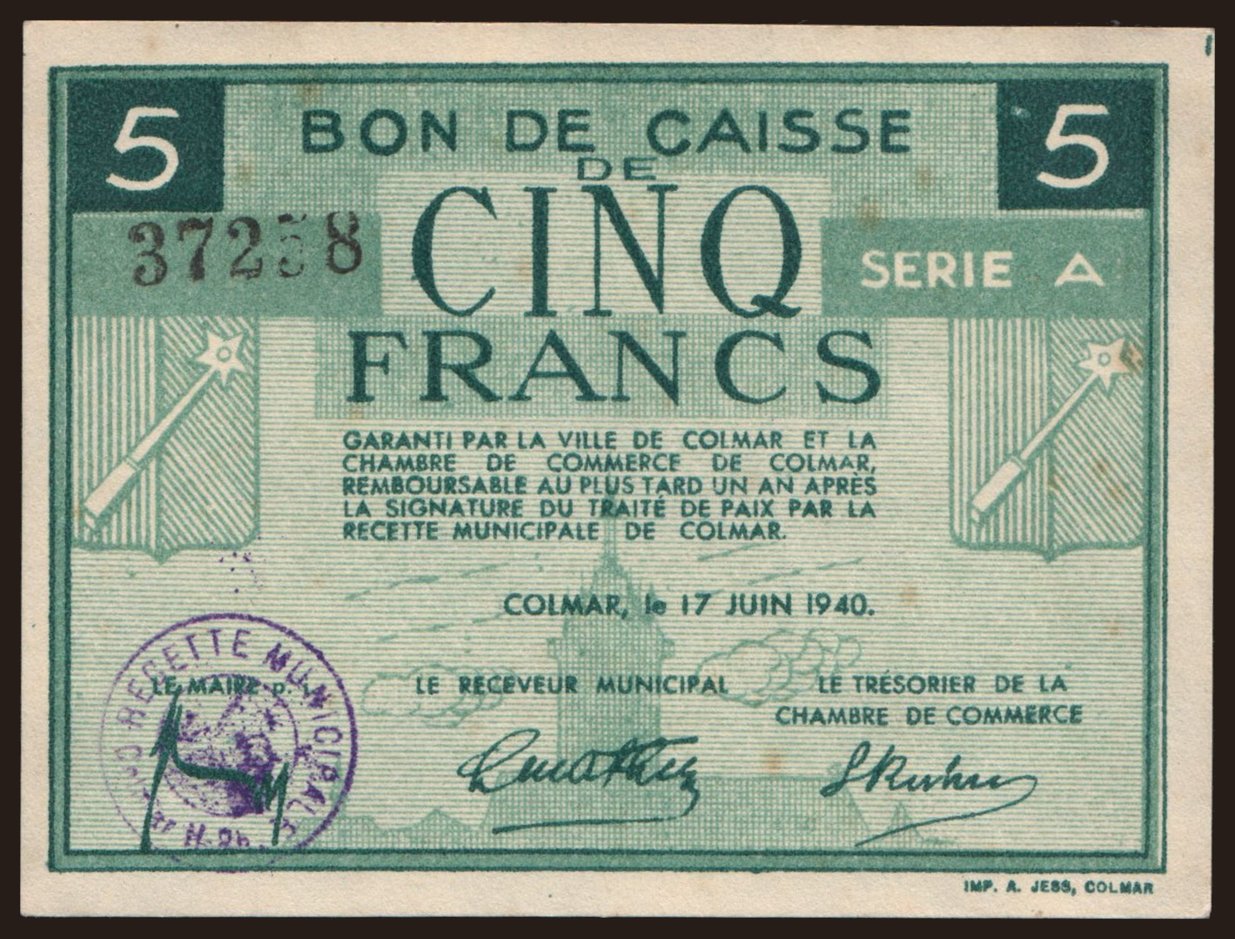 5 BON DE CAISSE 5
DE
CINQ
37258
SERIE A
FRANCS
GARANTI PAR LA VILLE DE COLMAR ET LA
CHAMBRE DE COMMERCE DE COLMAR,
REMBOURSABLE AU PLUS TARD UN AN APRÈS
LA SIGNATURE DU TRAITÉ DE PAIX PAR LA
RECETTE MUNICIPALE DE COLMAR.
COLMAR, le 17 JUIN 1940.
LE MAIRE p.
LE RECEVEUR MUNICIPAL
LE TRÉSORIER DE LA
CHAMBRE DE COMMERCE
RECETTE MUNICIPALE
IMP. A. JESS, COLMAR